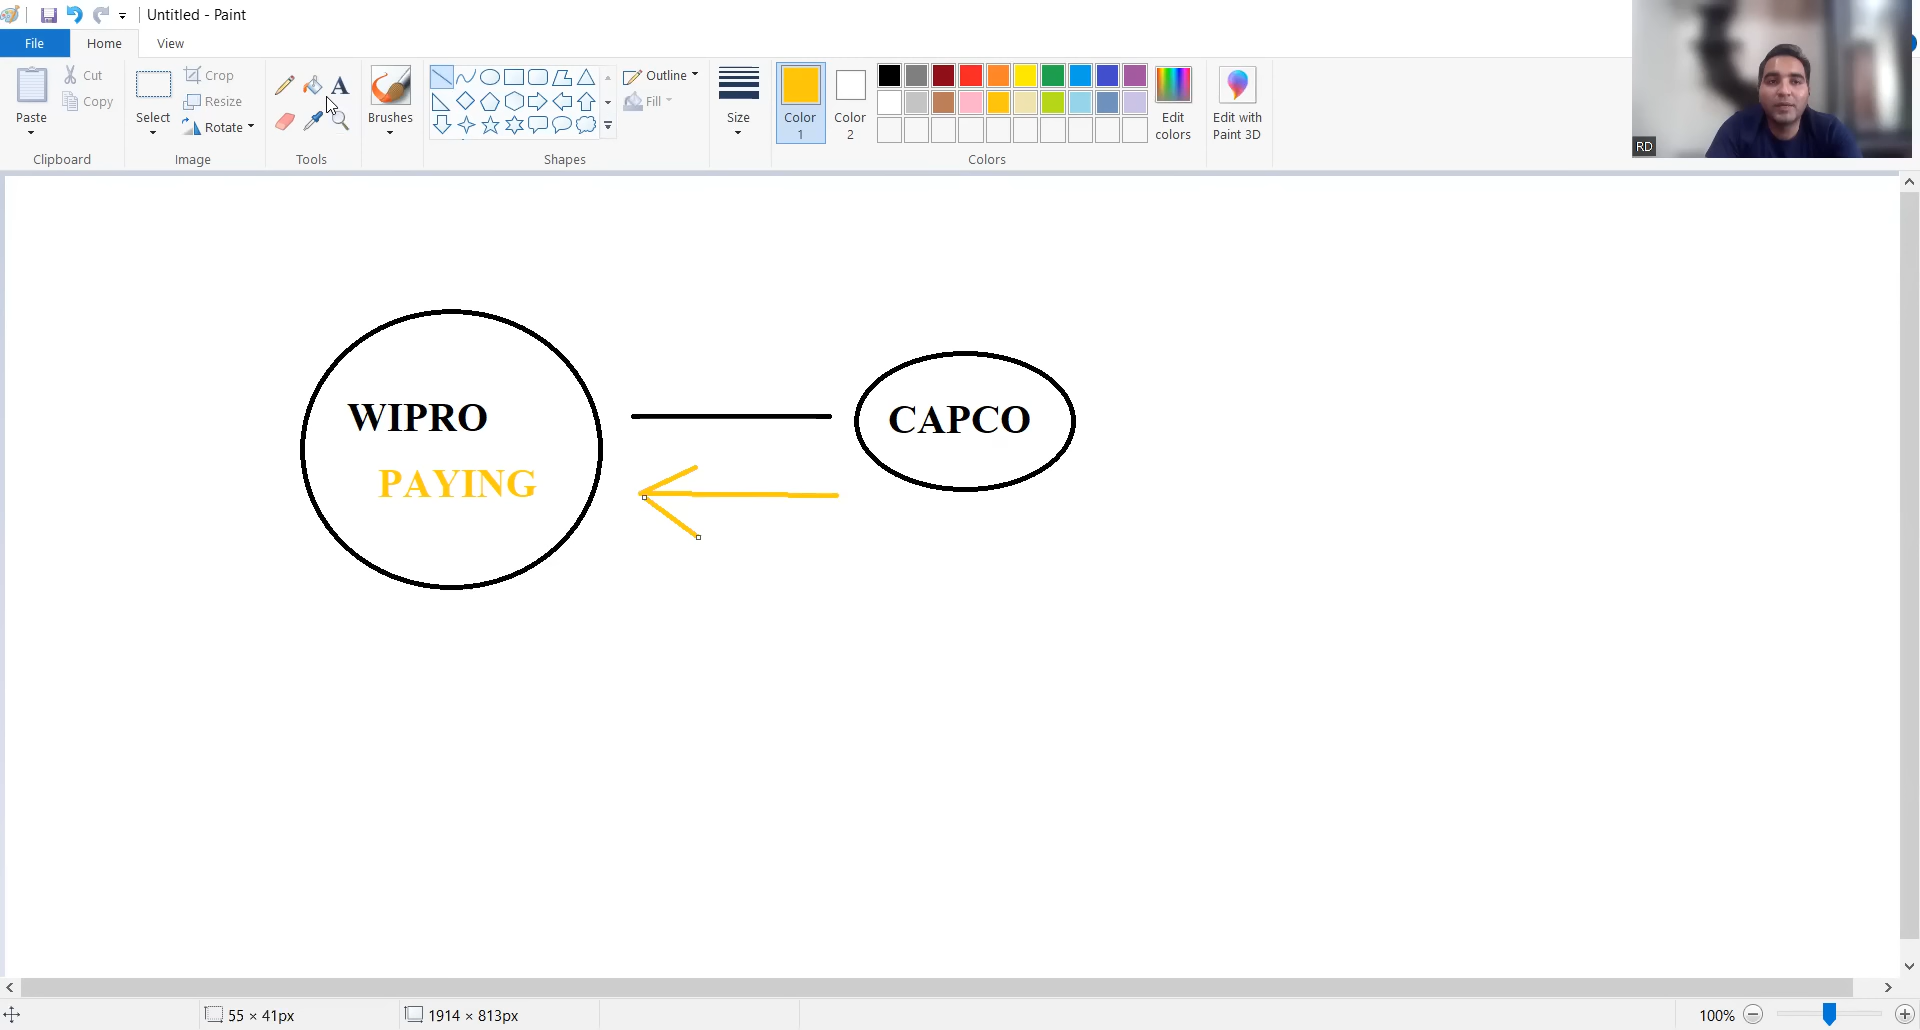 Untitled - Paint
File Home View
Paste
Cut
Copy
Clipboard
Select
Crop
Resize
Rotate
Image
A
Tools
Brushes
Shapes
Outline
Fill
Size
Color 1
Color 2
Colors
Edit colors
Edit with Paint 3D
RD
WIPRO
PAYING
CAPCO
55 × 41px
1914 × 813px
100%